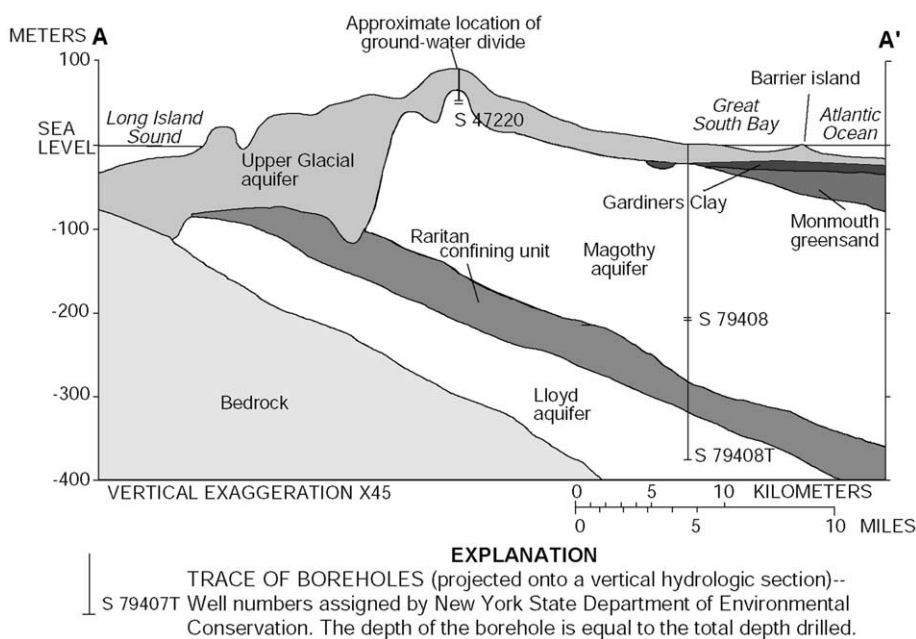 METERS A
Approximate location of
ground-water divide
A'
100
Barrier island
Long Island
Sound
S 47220
Great
South Bay
Atlantic
Ocean
SEA
LEVEL
Upper Glacial
aquifer
Gardiners Clay
Monmouth
greensand
-100
Raritan
confining unit
Magothy
aquifer
-200
S 79408
-300
Bedrock
Lloyd
aquifer
S 79408T
-400
VERTICAL EXAGGERATION X45
0 5 10 KILOMETERS
0 5 10 MILES
EXPLANATION
TRACE OF BOREHOLES (projected onto a vertical hydrologic section)--
S 79407T Well numbers assigned by New York State Department of Environmental
Conservation. The depth of the borehole is equal to the total depth drilled.